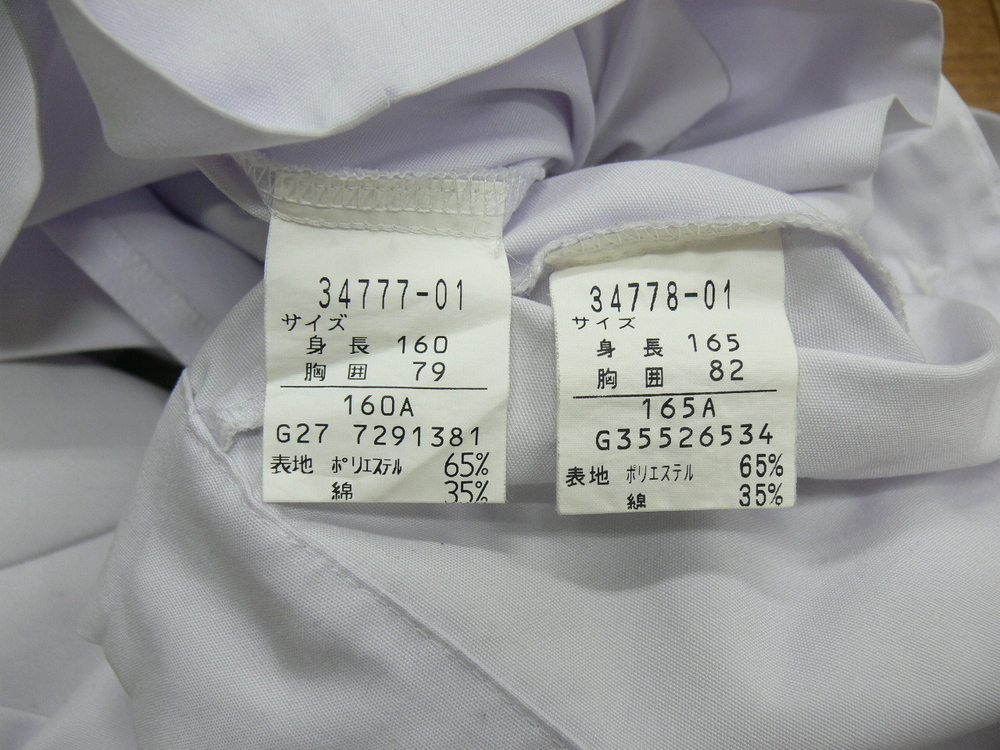 34777-01
サイズ
身長 160
胸囲 79
160A
G27 7291381
表地 ポリエステル 65%
綿 35%
34778-01
サイズ
身長 165
胸囲 82
165A
G35526534
表地 ポリエステル 65%
綿 35%